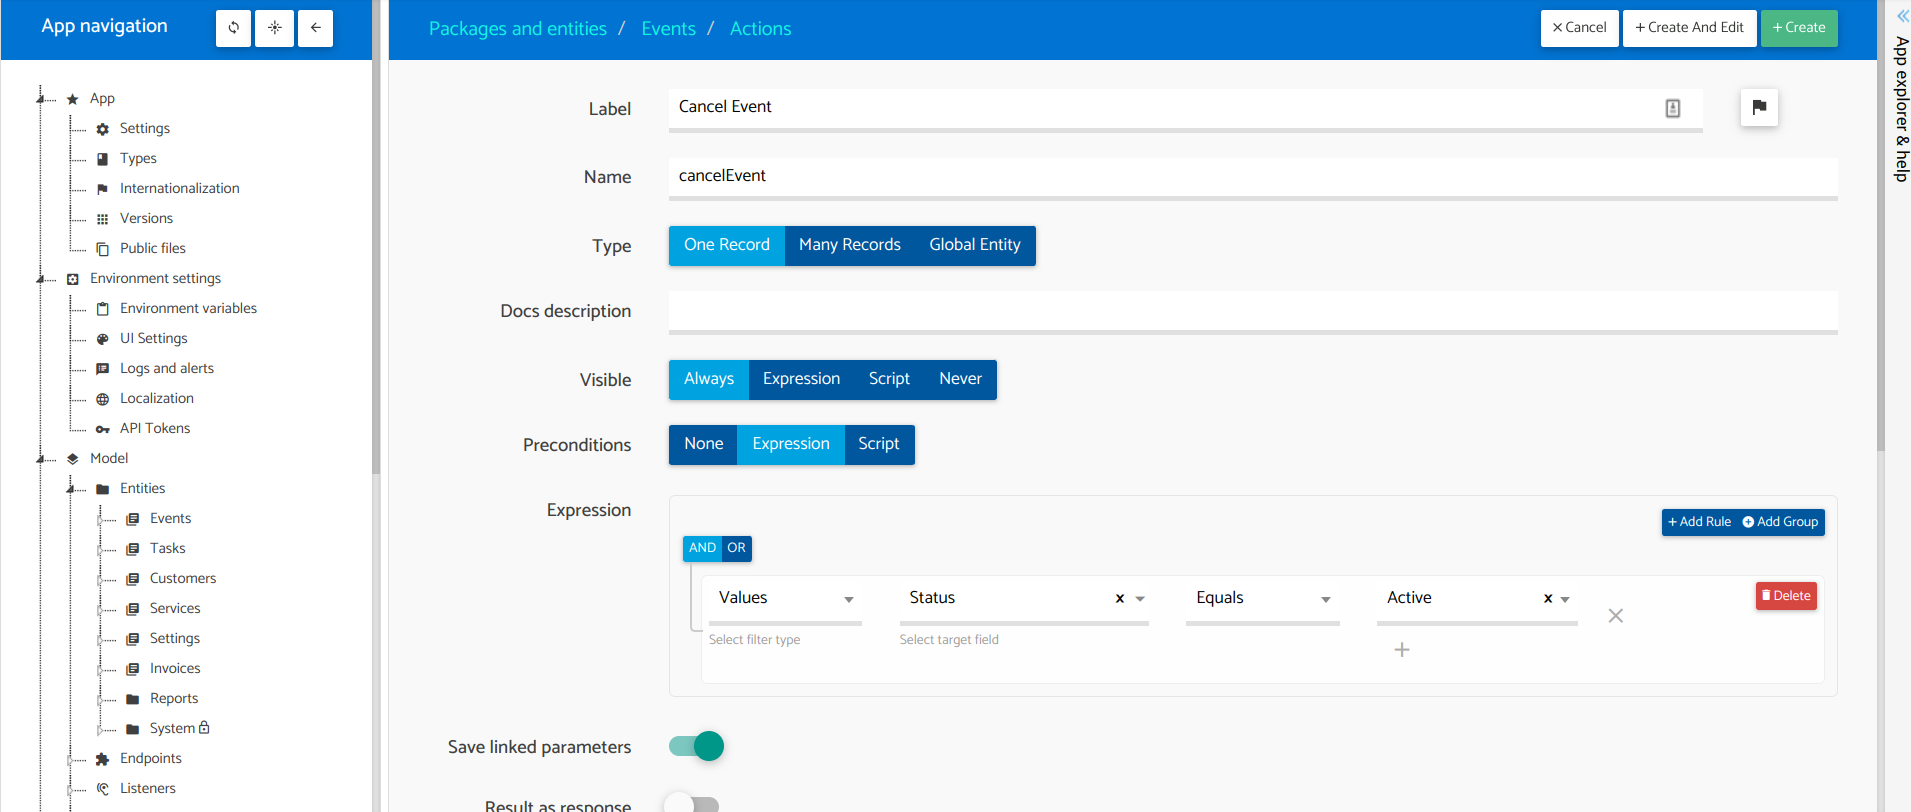 App navigation
Packages and entities / Events / Actions
Cancel
+ Create And Edit
+ Create
App explorer & help
App
Settings
Types
Internationalization
Versions
Public files
Environment settings
Environment variables
UI Settings
Logs and alerts
Localization
API Tokens
Model
Entities
Events
Tasks
Customers
Services
Settings
Invoices
Reports
System
Endpoints
Listeners
Label
Cancel Event
Name
cancelEvent
Type
One Record Many Records Global Entity
Docs description
Visible
Always Expression Script Never
Preconditions
None Expression Script
Expression
+ Add Rule Add Group
AND OR
Values
Status x
Equals
Active x
Delete
Select filter type
Select target field
Save linked parameters
Result as response